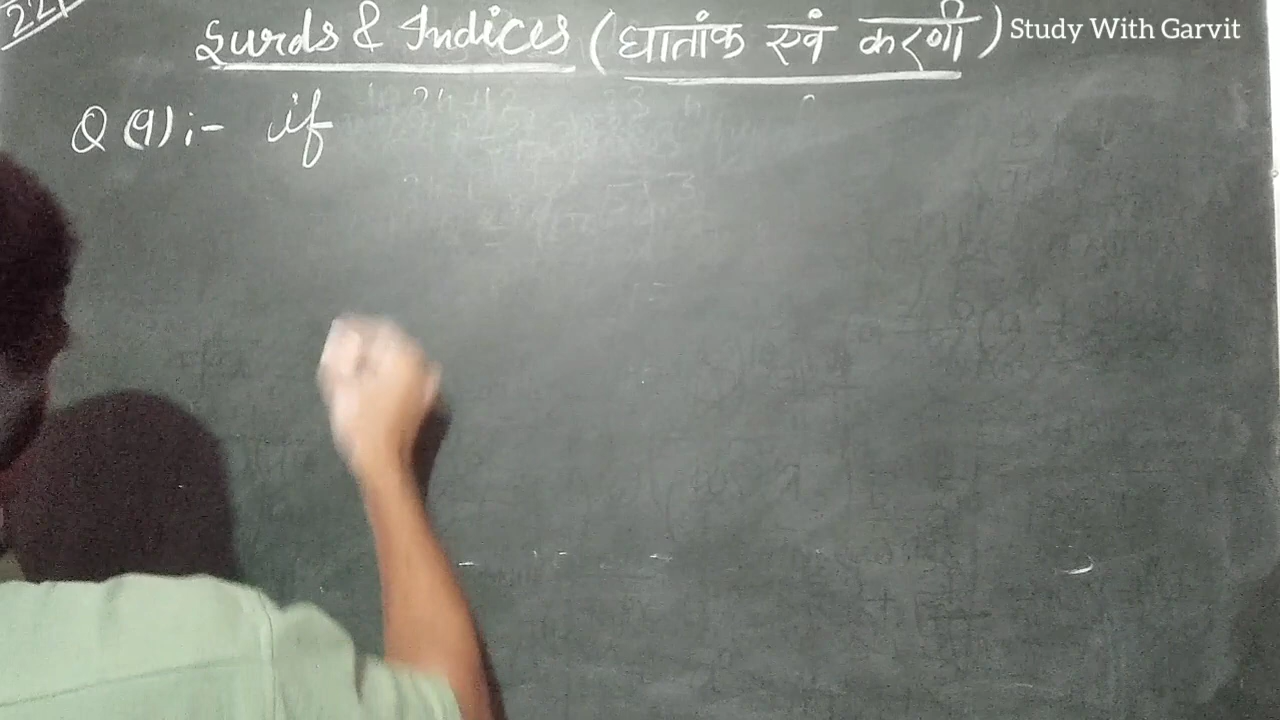 Surds & Indices (घातांक एवं करणी) Study With Garvit
Q (9) :- if